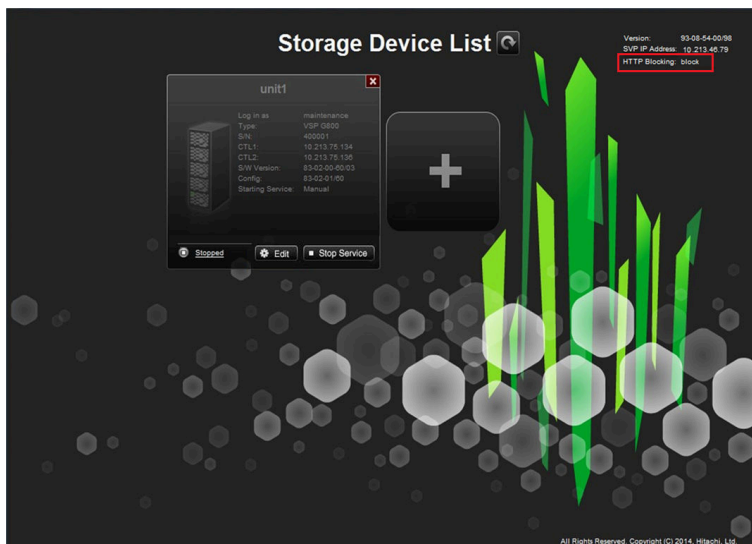 Storage Device List
Version: 93-08-54-00/98
SVP IP Address: 10.213.46.79
HTTP Blocking: block
unit1
Log in as maintenance
Type: VSP G800
S/N: 400001
CTL1: 10.213.75.134
CTL2: 10.213.75.136
S/W Version: 83-02-00-60/03
Config: 83-02-01/60
Starting Service: Manual
Stopped
Edit
Stop Service
All Rights Reserved. Copyright (C) 2014, Hitachi, Ltd.